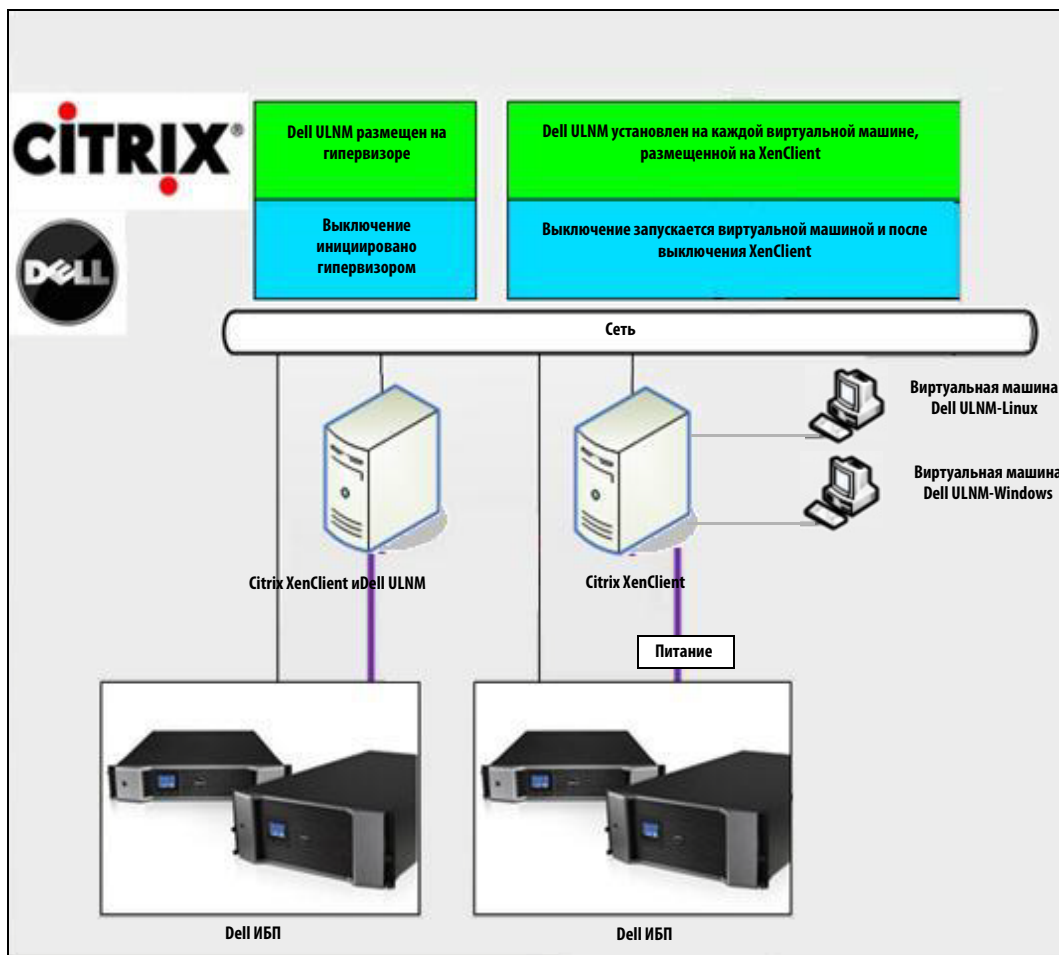 CİTRİX®
DELL
Dell ULNM размещен на
гипервизоре
Dell ULNM установлен на каждой виртуальной машине,
размещенной на XenClient
Выключение
инициировано
гипервизором
Выключение запускается виртуальной машиной и после
выключения XenClient
Сеть
Виртуальная машина
Dell ULNM-Linux
Виртуальная машина
Dell ULNM-Windows
Citrix XenClient иDell ULNM
Citrix XenClient
Питание
Dell ИБП
Dell ИБП